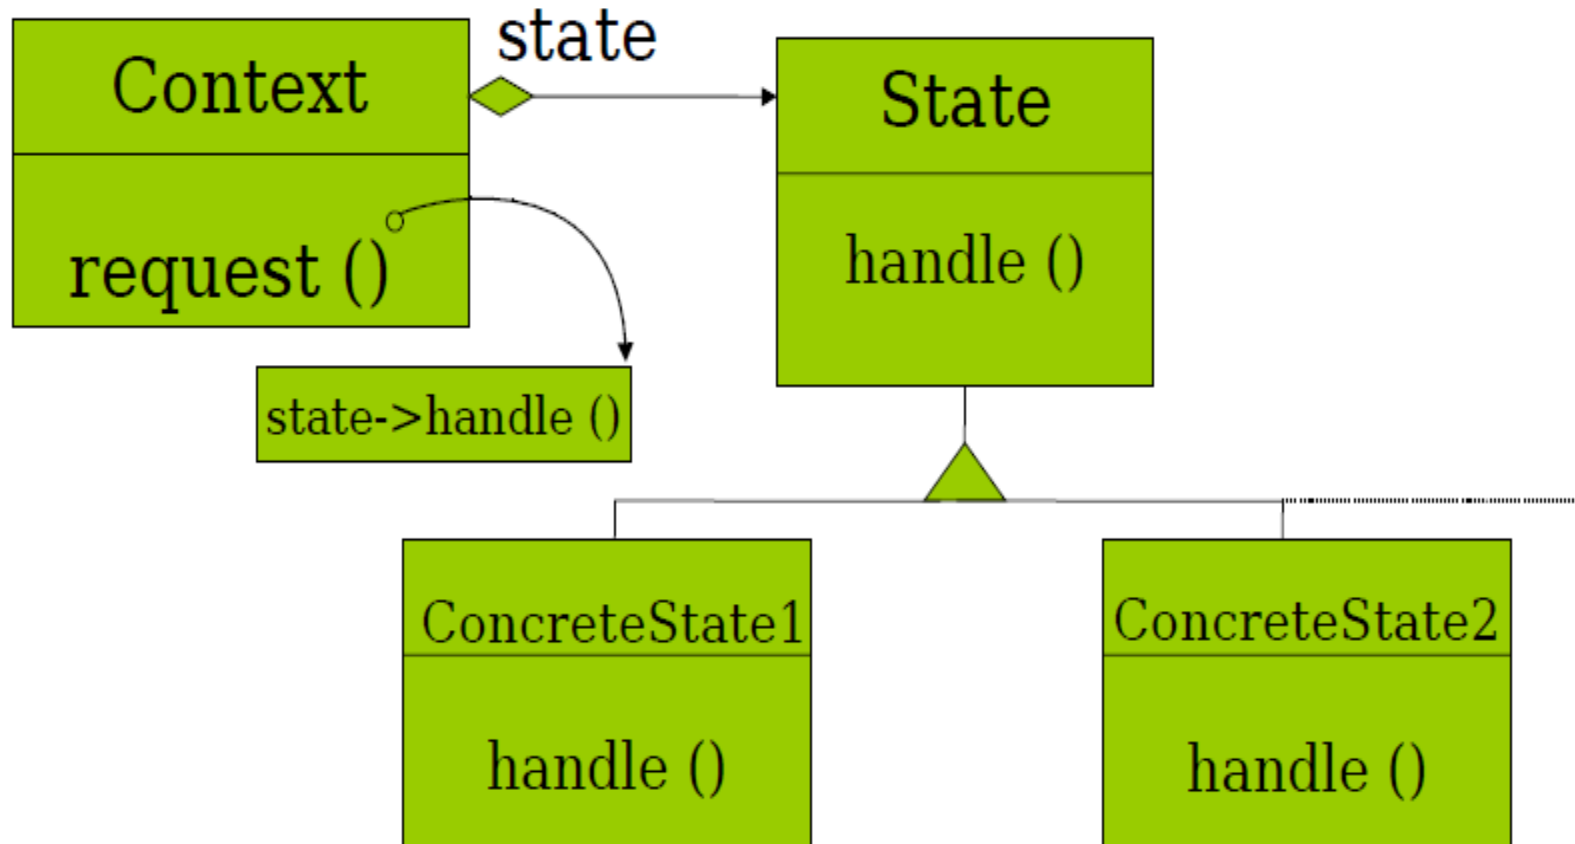 Context
state
State
request ()
handle ()
state->handle ()
ConcreteState1
ConcreteState2
handle ()
handle ()